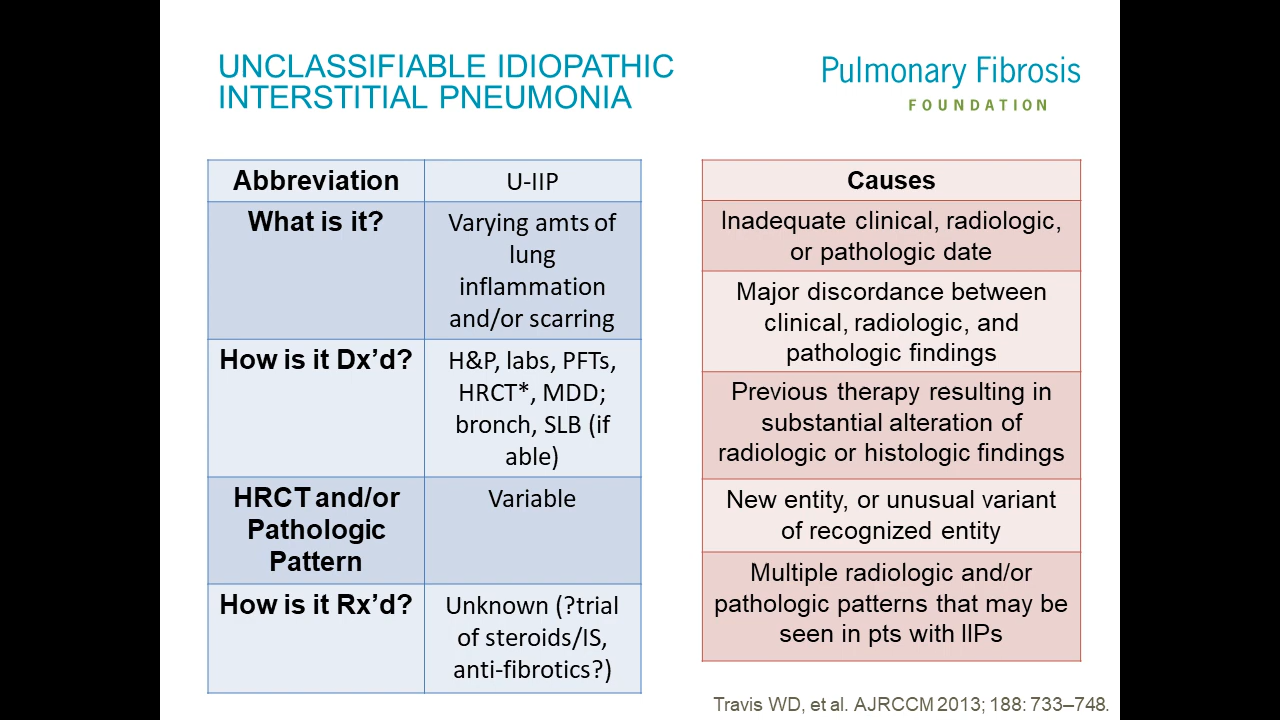 UNCLASSIFIABLE IDIOPATHIC
INTERSTITIAL PNEUMONIA
Pulmonary Fibrosis
FOUNDATION
Abbreviation
U-IIP
What is it?
Varying amts of
lung
inflammation
and/or scarring
How is it Dx’d?
H&P, labs, PFTs,
HRCT*, MDD;
bronch, SLB (if
able)
HRCT and/or
Pathologic
Pattern
Variable
How is it Rx’d?
Unknown (?trial
of steroids/IS,
anti-fibrotics?)
Causes
Inadequate clinical, radiologic,
or pathologic date
Major discordance between
clinical, radiologic, and
pathologic findings
Previous therapy resulting in
substantial alteration of
radiologic or histologic findings
New entity, or unusual variant
of recognized entity
Multiple radiologic and/or
pathologic patterns that may be
seen in pts with IIPs
Travis WD, et al. AJRCCM 2013; 188: 733–748.